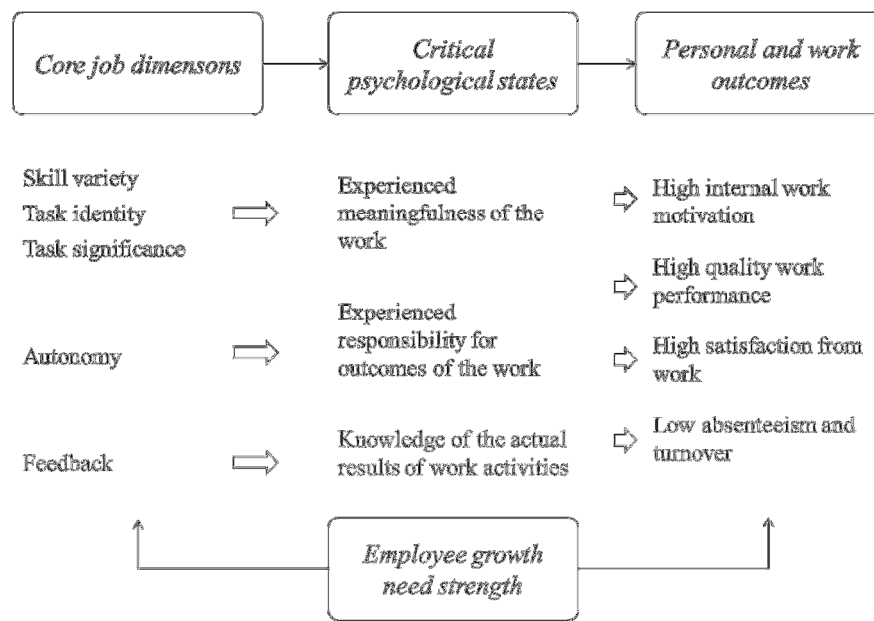 Core job dimensons
Critical
psychological states
Personal and work
outcomes
Skill variety
Task identity
Task significance
Experienced
meaningfulness of the
work
High internal work
motivation
High quality work
performance
Autonomy
Experienced
responsibility for
outcomes of the work
High satisfaction from
work
Feedback
Knowledge of the actual
results of work activities
Low absenteeism and
turnover
Employee growth
need strength